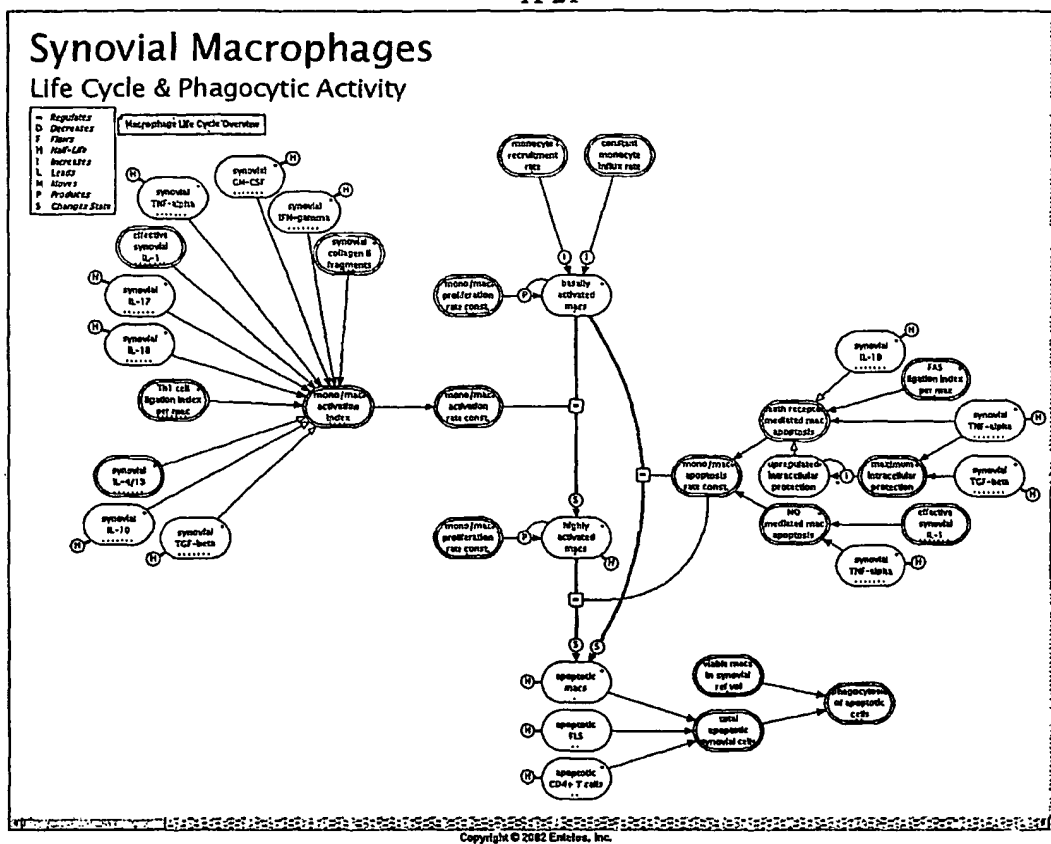 Synovial Macrophages
Life Cycle & Phagocytic Activity
= Regulates
D Decreases
F Flows
H Half-Life
I Increases
L Leads
M Moves
P Produces
S Changes State
Macrophage Life Cycle Overview
monocyte
recruitment
rate
constant
monocyte
influx rate
H
synovial
GM-CSF
H
synovial
TNF-alpha
H
synovial
IFN-gamma
effective
synovial
IL-1
synovial
collagen II
fragments
H
synovial
IL-17
H
synovial
IL-18
Th1 cell
ligation index
per mac
synovial
IL-4/13
H
synovial
IL-10
H
synovial
TGF-beta
mono/mac
activation
index
mono/mac
activation
rate const.
I
I
mono/mac
proliferation
rate const.
P
basally
activated
macs
=
S
mono/mac
proliferation
rate const.
P
highly
activated
macs
H
=
S
S
=
mono/mac
apoptosis
rate const.
H
synovial
IL-10
FAS
ligation index
per mac
death receptor
mediated mac
apoptosis
synovial
TNF-alpha
H
upregulated
intracellular
protection
I
maximum
intracellular
protection
synovial
TGF-beta
H
NO
mediated mac
apoptosis
effective
synovial
IL-1
synovial
TNF-alpha
H
H
apoptotic
macs
H
apoptotic
FLS
H
apoptotic
CD4+ T cells
viable macs
in synovial
ref vol
total
apoptotic
synovial cells
phagocytosis
of apoptotic
cells
Copyright © 2002 Entelos, Inc.